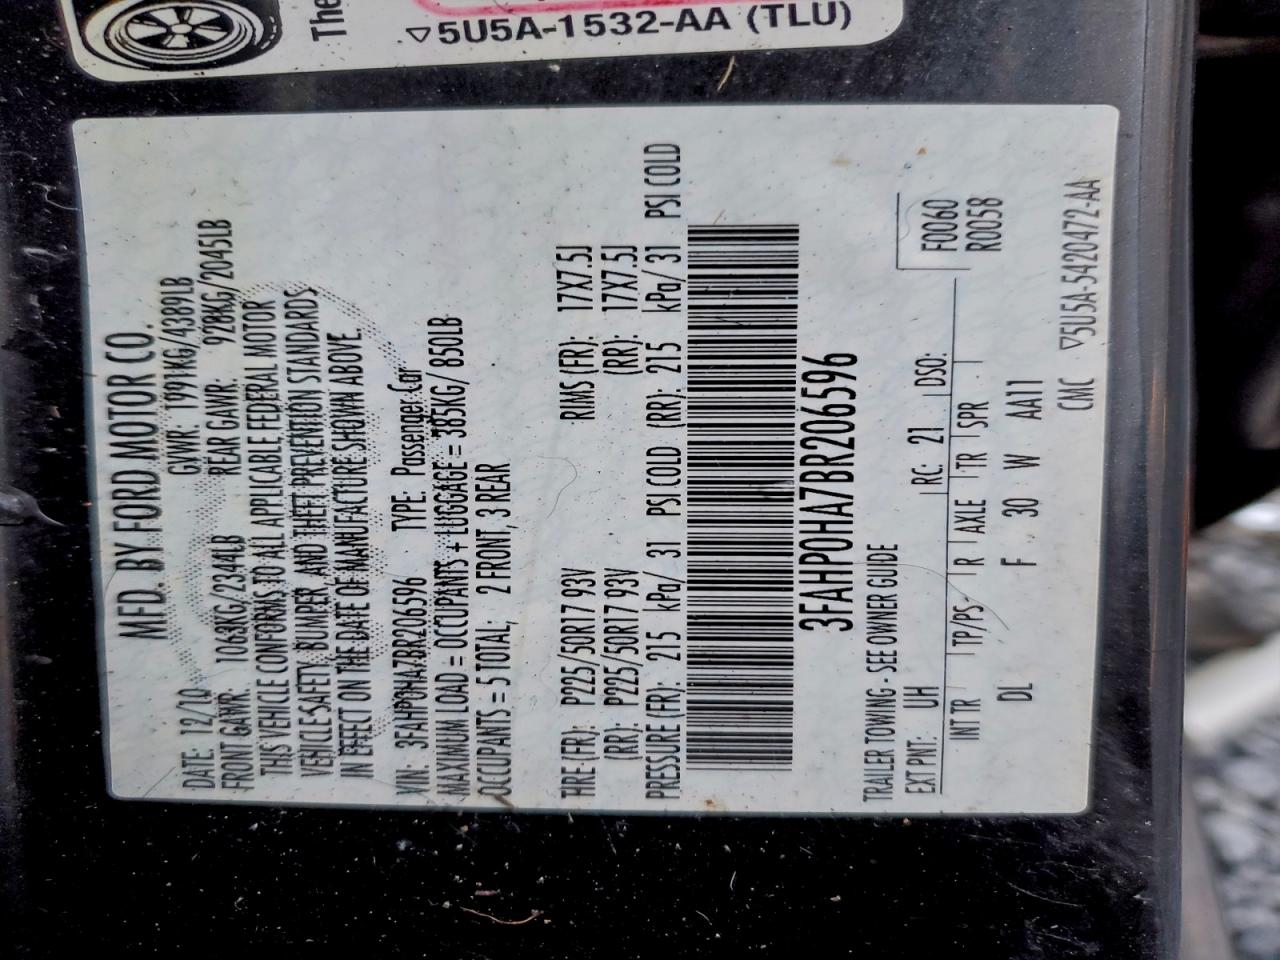 The
▽5U5A-1532-AA (TLU)
MFD. BY FORD MOTOR CO.
DATE: 12/10 GVWR: 1991KG/4389LB
FRONT GAWR: 1063KG/2344LB REAR GAWR: 928KG/2045LB
THIS VEHICLE CONFORMS TO ALL APPLICABLE FEDERAL MOTOR
VEHICLE SAFETY, BUMPER, AND THEFT PREVENTION STANDARDS
IN EFFECT ON THE DATE OF MANUFACTURE SHOWN ABOVE.
VIN: 3FAHP0HA7BR206596 TYPE: Passenger Car
MAXIMUM LOAD = OCCUPANTS + LUGGAGE = 385KG/ 850LB
OCCUPANTS = 5 TOTAL; 2 FRONT, 3 REAR
TIRE (FR): P225/50R17 93V RIMS (FR): 17X7.5J
(RR): P225/50R17 93V (RR): 17X7.5J
PRESSURE (FR): 215 kPa/ 31 PSI COLD (RR): 215 kPa/ 31 PSI COLD
3FAHP0HA7BR206596
TRAILER TOWING - SEE OWNER GUIDE
EXT PNT: UH RC: 21 DSO: F0060
INT TR TP/PS R AXLE TR SPR R0058
DL F 30 W AA11
CMC ▽5U5A-5420472-AA